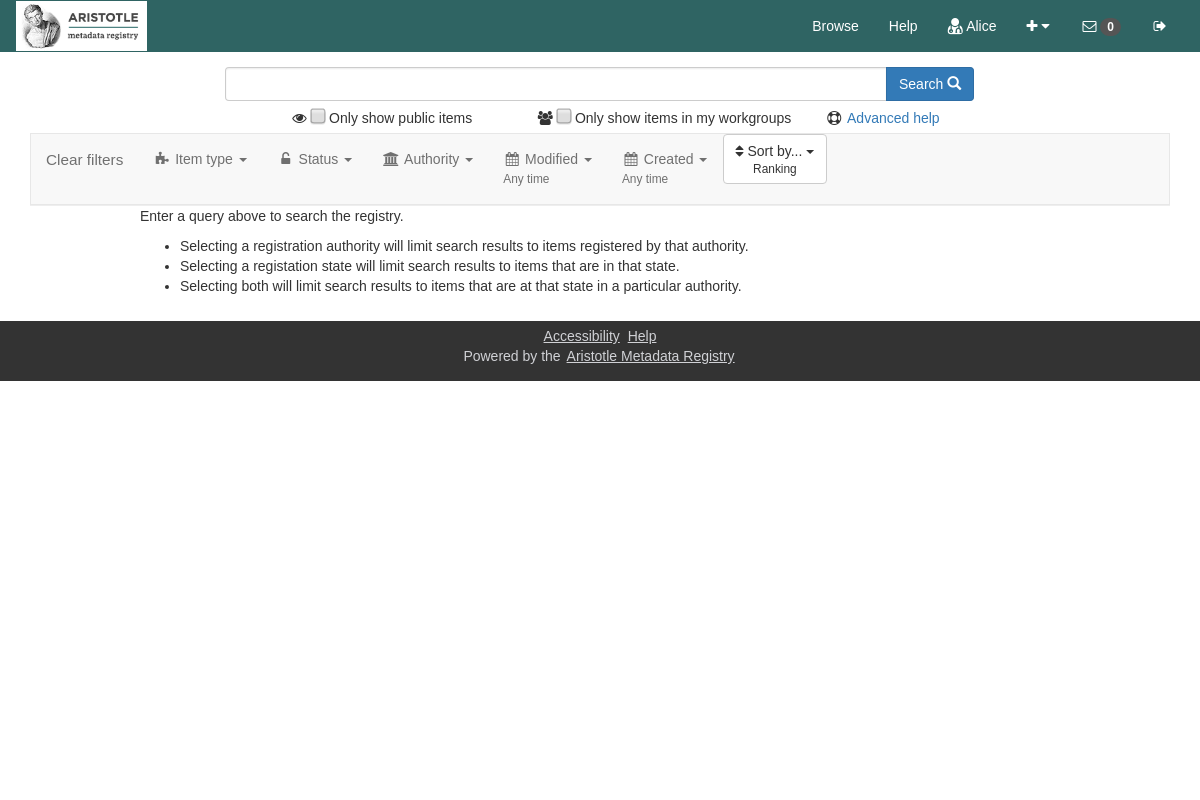 ARISTOTLE
metadata registry
Browse Help Alice 0
Search
Only show public items Only show items in my workgroups Advanced help
Clear filters Item type Status Authority Modified Created Sort by...
Any time Any time Ranking
Enter a query above to search the registry.
• Selecting a registration authority will limit search results to items registered by that authority.
• Selecting a registation state will limit search results to items that are in that state.
• Selecting both will limit search results to items that are at that state in a particular authority.
Accessibility Help
Powered by the Aristotle Metadata Registry